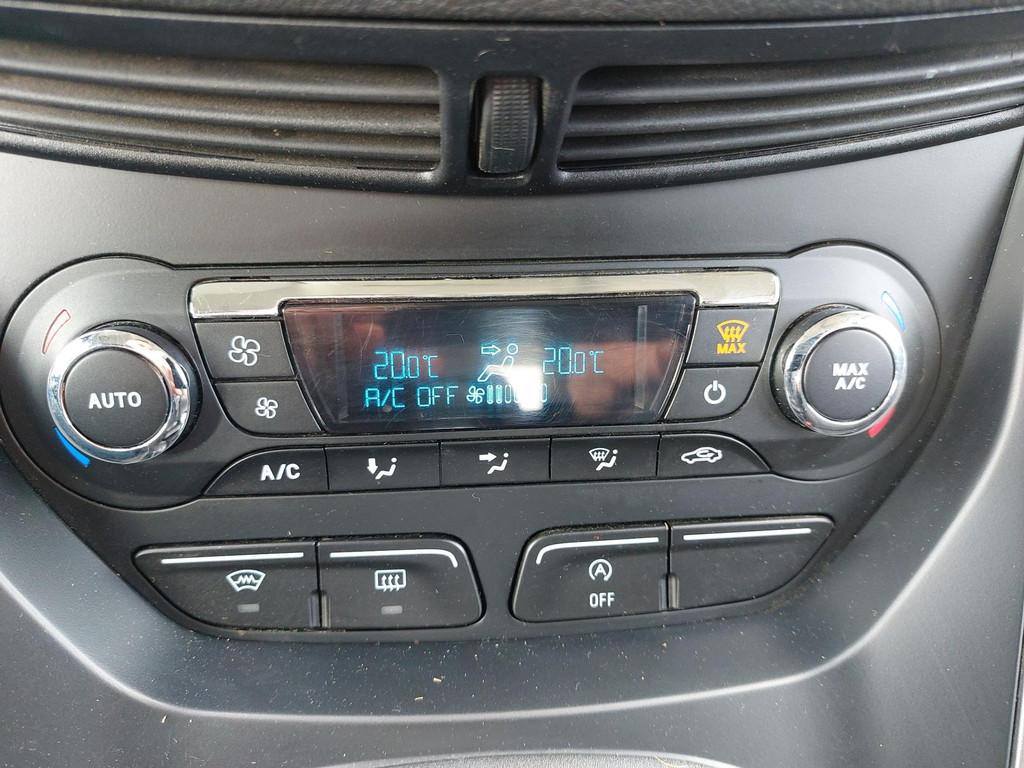 20.0°C 20.0°C
A/C OFF
AUTO
MAX
MAX
A/C
A/C
A
OFF